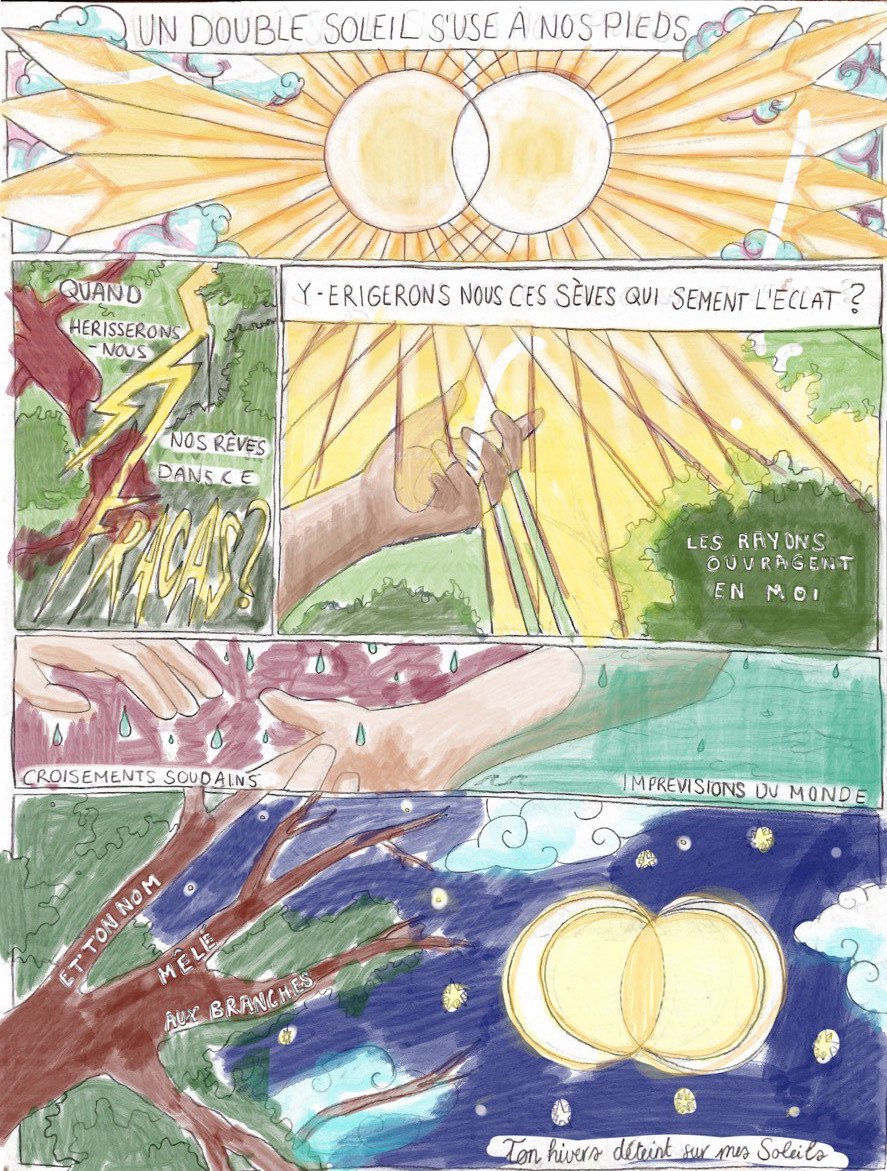 UN DOUBLE SOLEIL S'USE À NOS PIEDS
QUAND
HERISSERONS
-NOUS
NOS RÊVES
DANS CE
FRACAS?
Y-ERIGERONS NOUS CES SÈVES QUI SEMENT L'ECLAT ?
LES RAYONS
OUVRAGENT
EN MOI
CROISEMENTS SOUDAINS
IMPREVISIONS DU MONDE
ET TON NOM
MÊLÉ
AUX BRANCHES
Ton hivers déteint sur mes Soleils